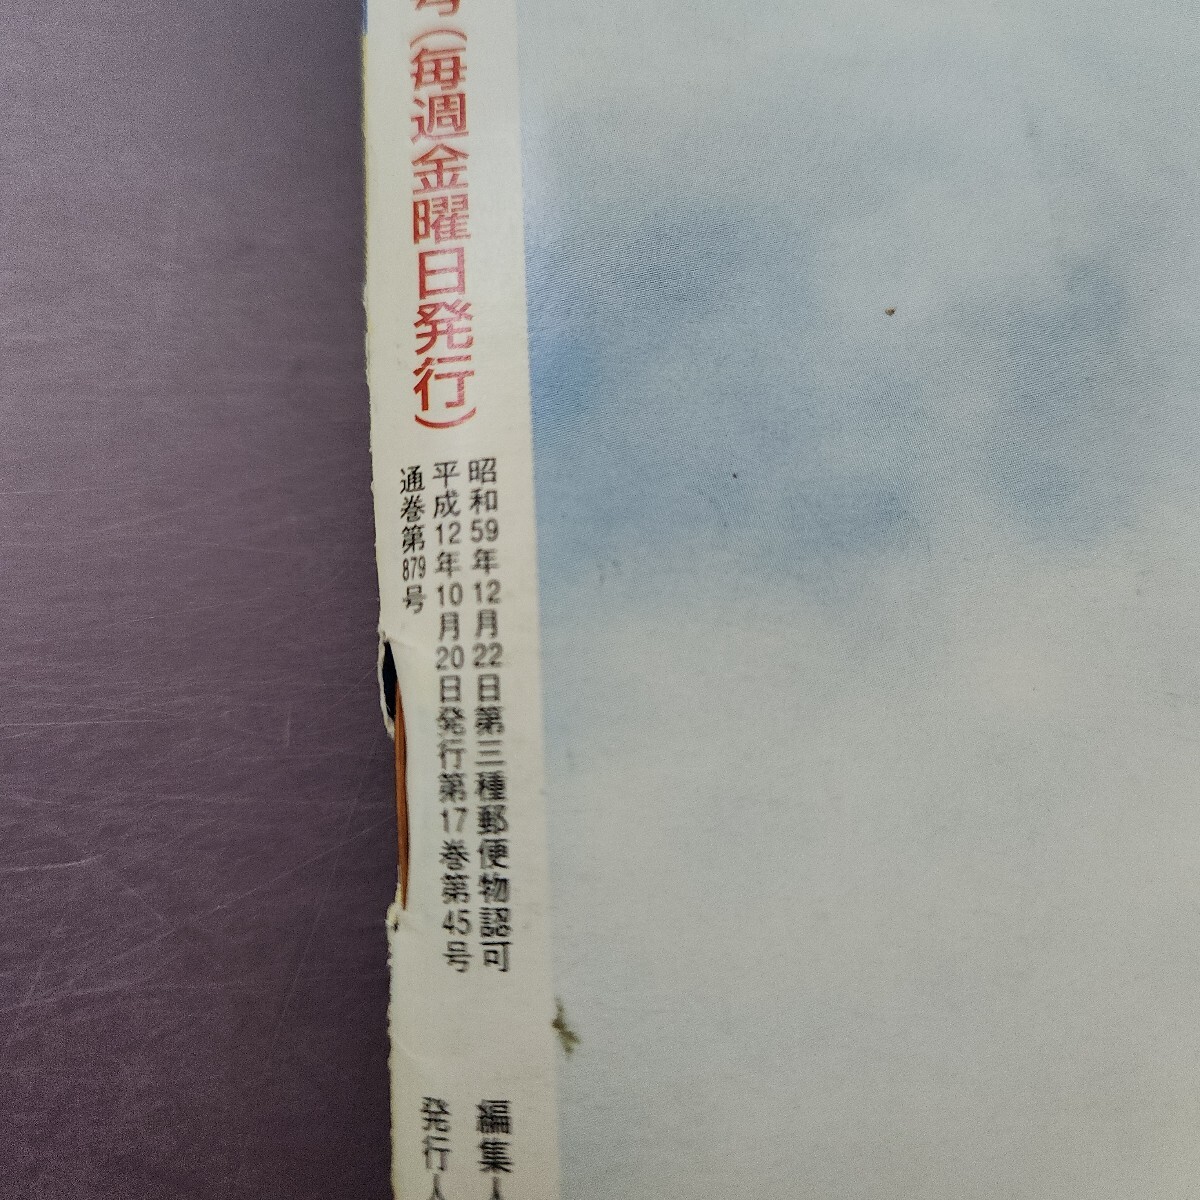 号(毎週金曜日発行)
昭和59年12月22日第三種郵便物認可
平成12年10月20日発行第17巻第45号
通巻第879号
編集人
発行人